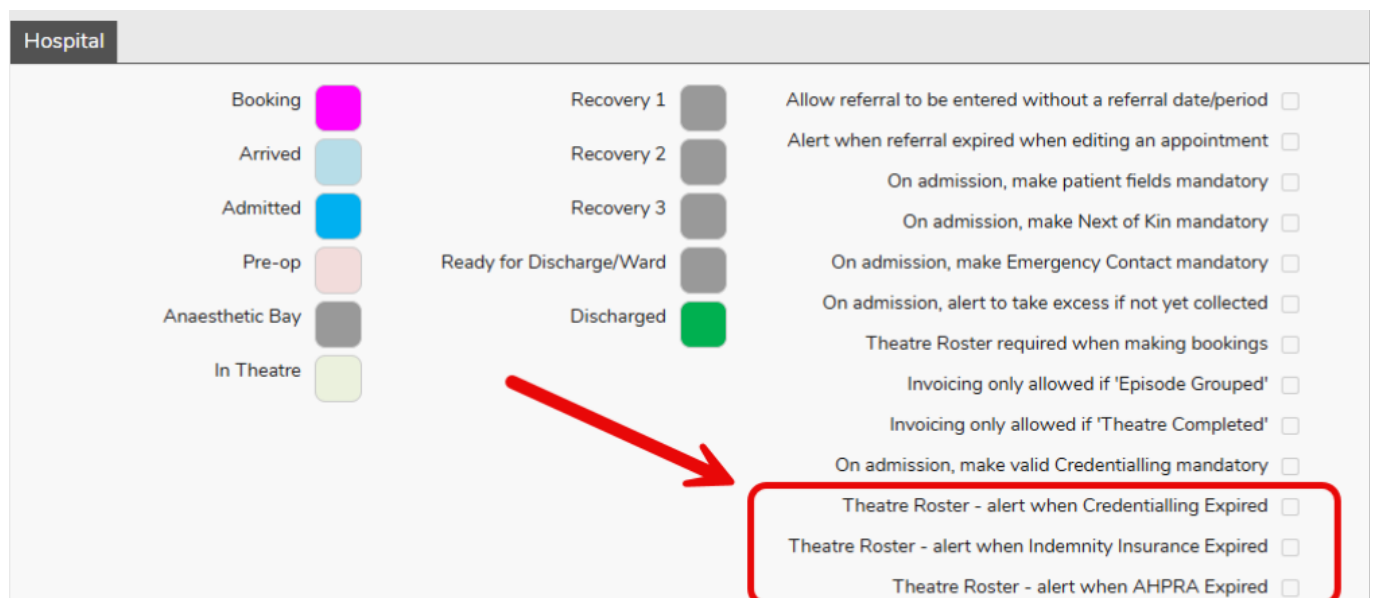 Hospital
Booking
Arrived
Admitted
Pre-op
Anaesthetic Bay
In Theatre
Recovery 1
Recovery 2
Recovery 3
Ready for Discharge/Ward
Discharged
Allow referral to be entered without a referral date/period
Alert when referral expired when editing an appointment
On admission, make patient fields mandatory
On admission, make Next of Kin mandatory
On admission, make Emergency Contact mandatory
On admission, alert to take excess if not yet collected
Theatre Roster required when making bookings
Invoicing only allowed if 'Episode Grouped'
Invoicing only allowed if 'Theatre Completed'
On admission, make valid Credentialling mandatory
Theatre Roster - alert when Credentialling Expired
Theatre Roster - alert when Indemnity Insurance Expired
Theatre Roster - alert when AHPRA Expired